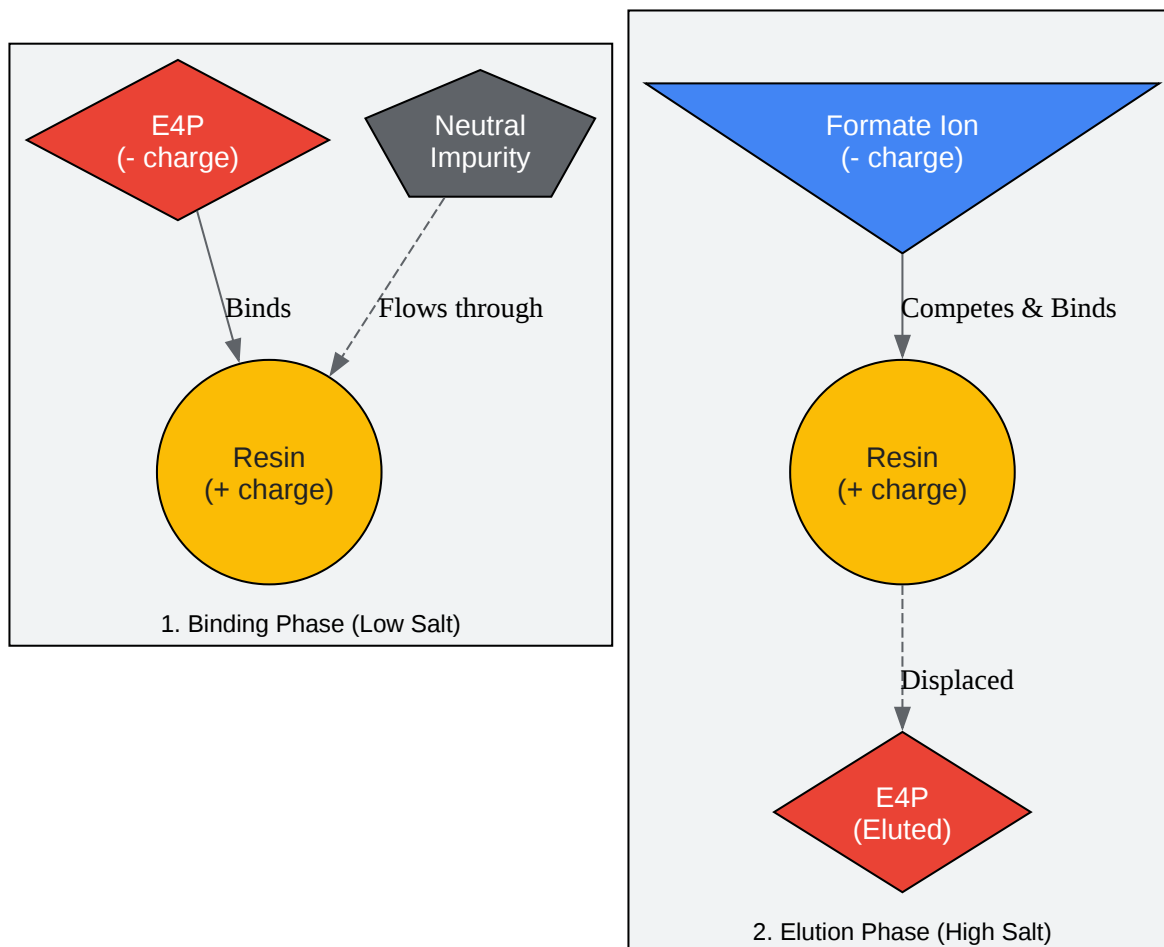 E4P
(- charge)
Neutral
Impurity
Binds
Flows through
Resin
(+ charge)
1. Binding Phase (Low Salt)
Formate Ion
(- charge)
Competes & Binds
Resin
(+ charge)
Displaced
E4P
(Eluted)
2. Elution Phase (High Salt)